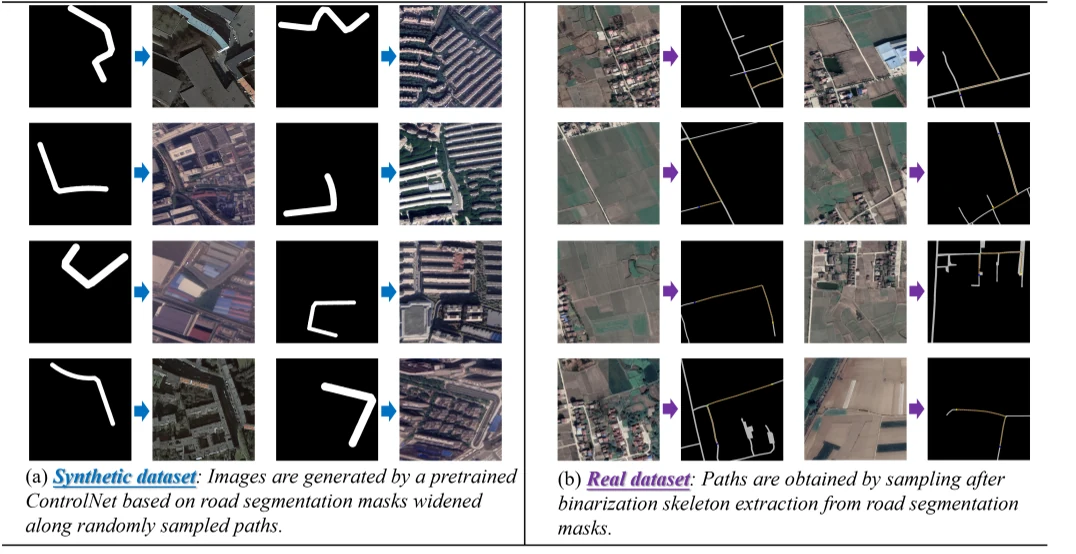 (a) Synthetic dataset: Images are generated by a pretrained
ControlNet based on road segmentation masks widened
along randomly sampled paths.
(b) Real dataset: Paths are obtained by sampling after
binarization skeleton extraction from road segmentation
masks.